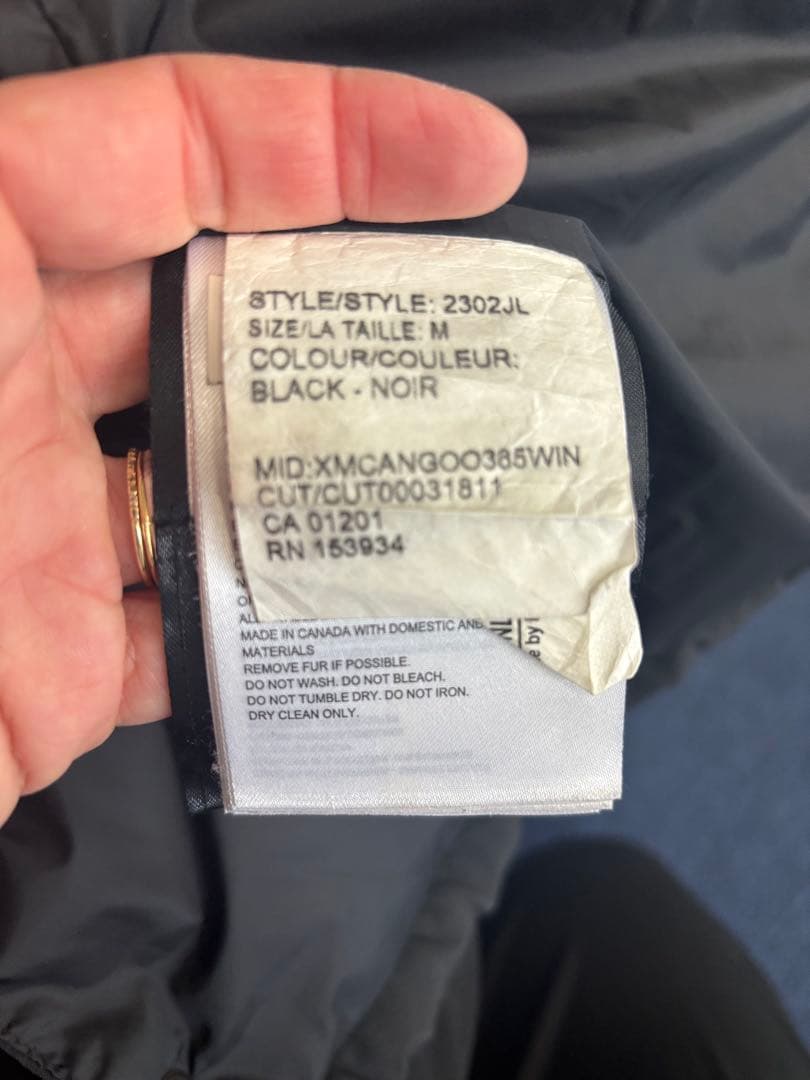 STYLE/STYLE: 2302JL
SIZE/LA TAILLE: M
COLOUR/COULEUR:
BLACK - NOIR
MID:XMCANGOO385WIN
CUT/CUT00031811
CA 01201
RN 153934
MADE IN CANADA WITH DOMESTIC AND
MATERIALS
REMOVE FUR IF POSSIBLE.
DO NOT WASH. DO NOT BLEACH.
DO NOT TUMBLE DRY. DO NOT IRON.
DRY CLEAN ONLY.